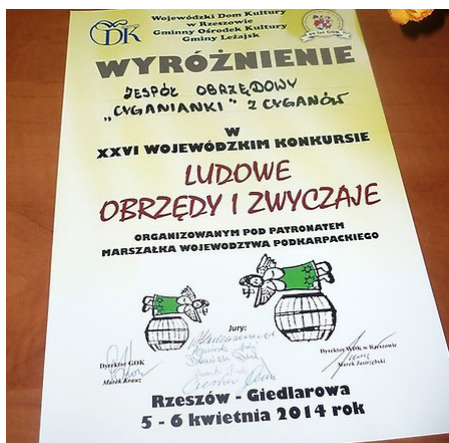 WDK
Wojewódzki Dom Kultury
w Rzeszowie
Gminny Ośrodek Kultury
Gminy Leżajsk
WYRÓŻNIENIE
ZESPÓŁ OBRZĘDOWY
„CYGANIANKI" Z CYGANÓW
W
XXVI WOJEWÓDZKIM KONKURSIE
LUDOWE
OBRZĘDY I ZWYCZAJE
ORGANIZOWANYM POD PATRONATEM
MARSZAŁKA WOJEWODZTWA PODKARPACKIEGO
Jury:
Dyrektor GOK
Marek Krauz
Dyrektor WDK w Rzeszowie
Marek Jastrzębski
Rzeszów - Giedlarowa
5 - 6 kwietnia 2014 rok